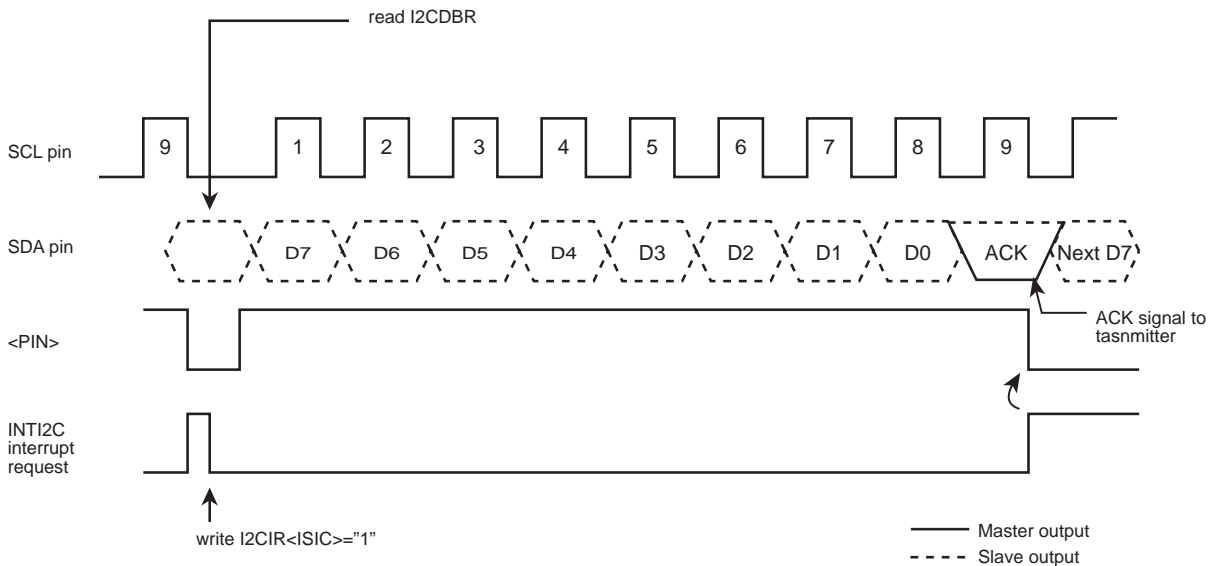 read I2CDBR
SCL pin
9
1
2
3
4
5
6
7
8
9
SDA pin
D7
D6
D5
D4
D3
D2
D1
D0
ACK
Next D7
<PIN>
ACK signal to
tasnmitter
INTI2C
interrupt
request
write I2CIR<ISIC>=”1”
Master output
Slave output